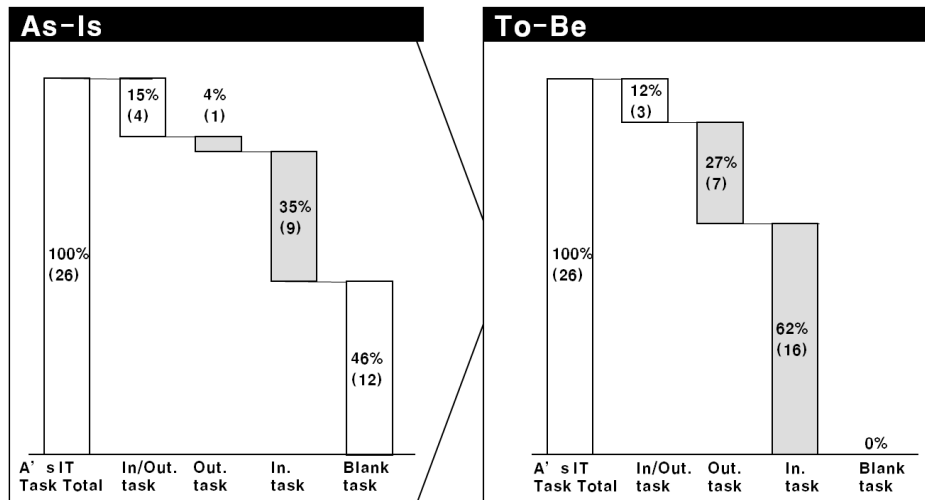 As-Is
15%
(4)
4%
(1)
35%
(9)
100%
(26)
46%
(12)
A’s IT
Task Total
In/Out.
task
Out.
task
In.
task
Blank
task
To-Be
12%
(3)
27%
(7)
100%
(26)
62%
(16)
0%
A’s IT
Task Total
In/Out.
task
Out.
task
In.
task
Blank
task